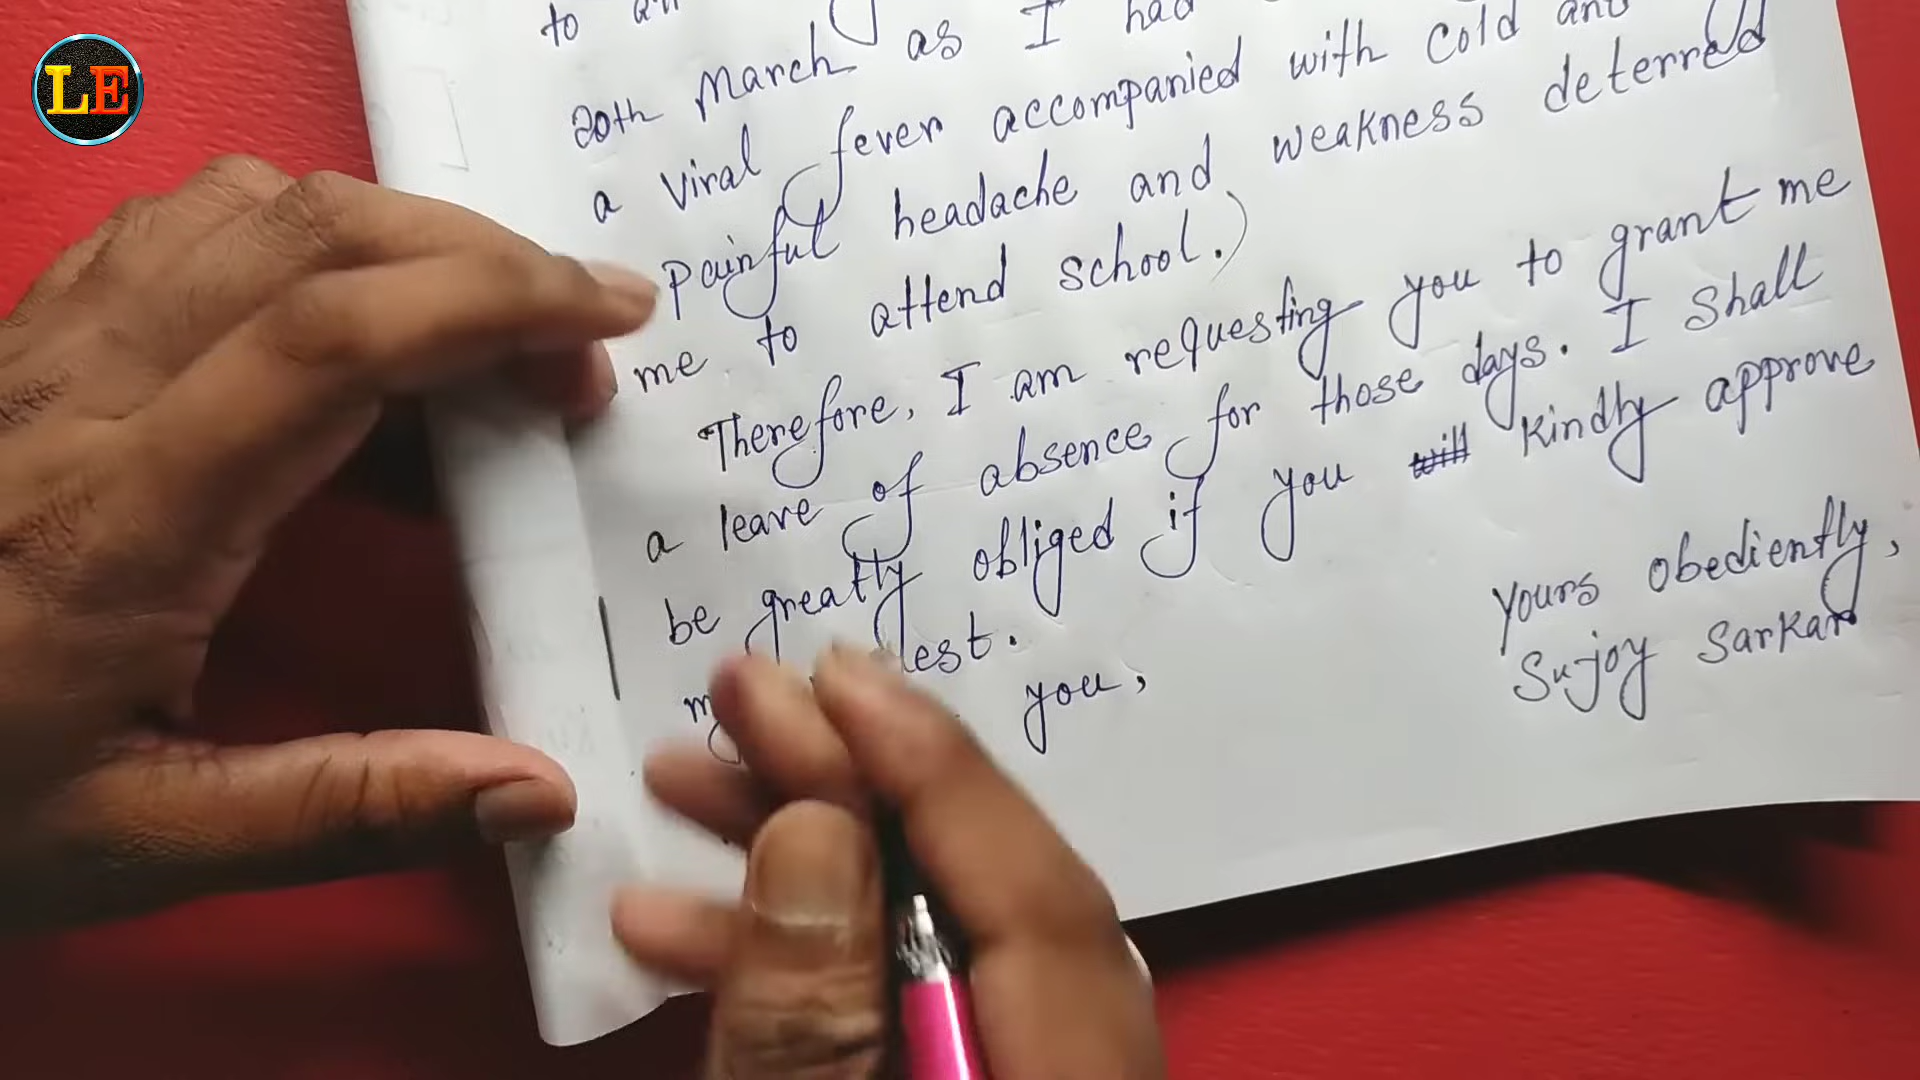 LE
to
20th March as I had
a viral fever accompanied with cold and
painful headache and weakness deterred
me to attend school.)
Therefore, I am requesting you to grant me
a leave of absence for those days. I shall
be greatly obliged if you will kindly approve
my
you,
Yours obediently,
Sujoy Sarkar